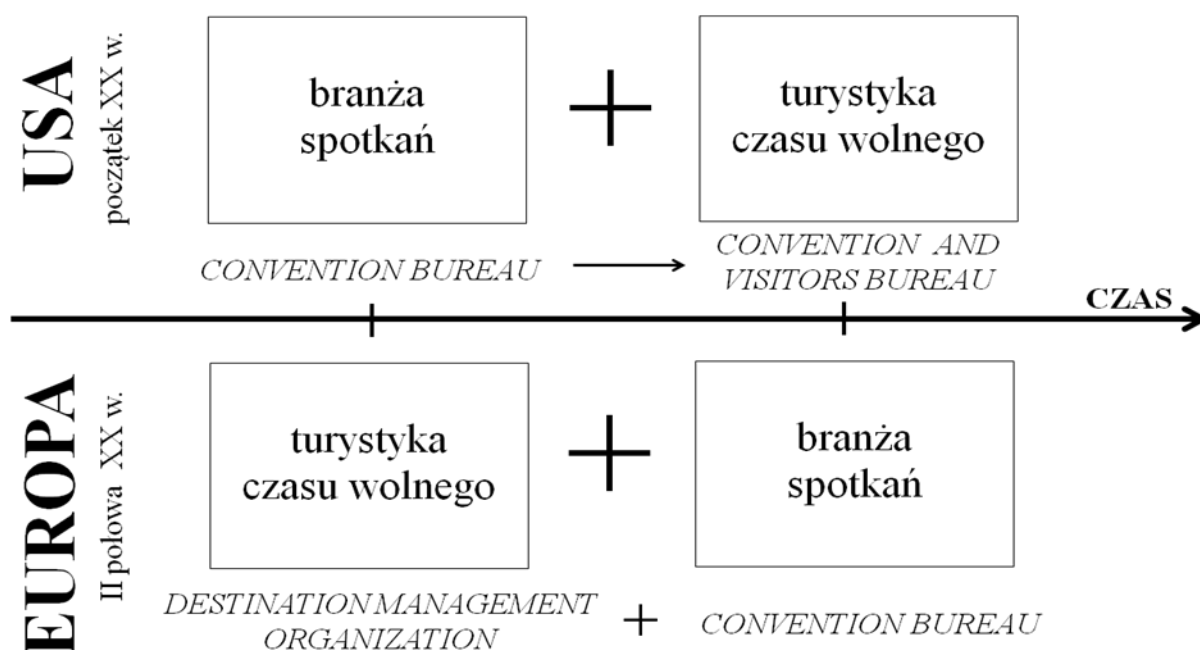 USA
początek XX w.
branża
spotkań
turystyka
czasu wolnego
CONVENTION BUREAU
CONVENTION AND
VISITORS BUREAU
CZAS
EUROPA
II połowa XX w.
turystyka
czasu wolnego
branża
spotkań
DESTINATION MANAGEMENT
ORGANIZATION
CONVENTION BUREAU